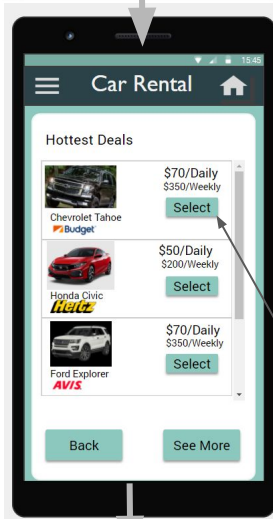 15:45
Car Rental
Hottest Deals
$70/Daily
$350/Weekly
Select
Chevrolet Tahoe
Budget
$50/Daily
$200/Weekly
Select
Honda Civic
Hertz
$70/Daily
$350/Weekly
Select
Ford Explorer
AVIS
Back
See More